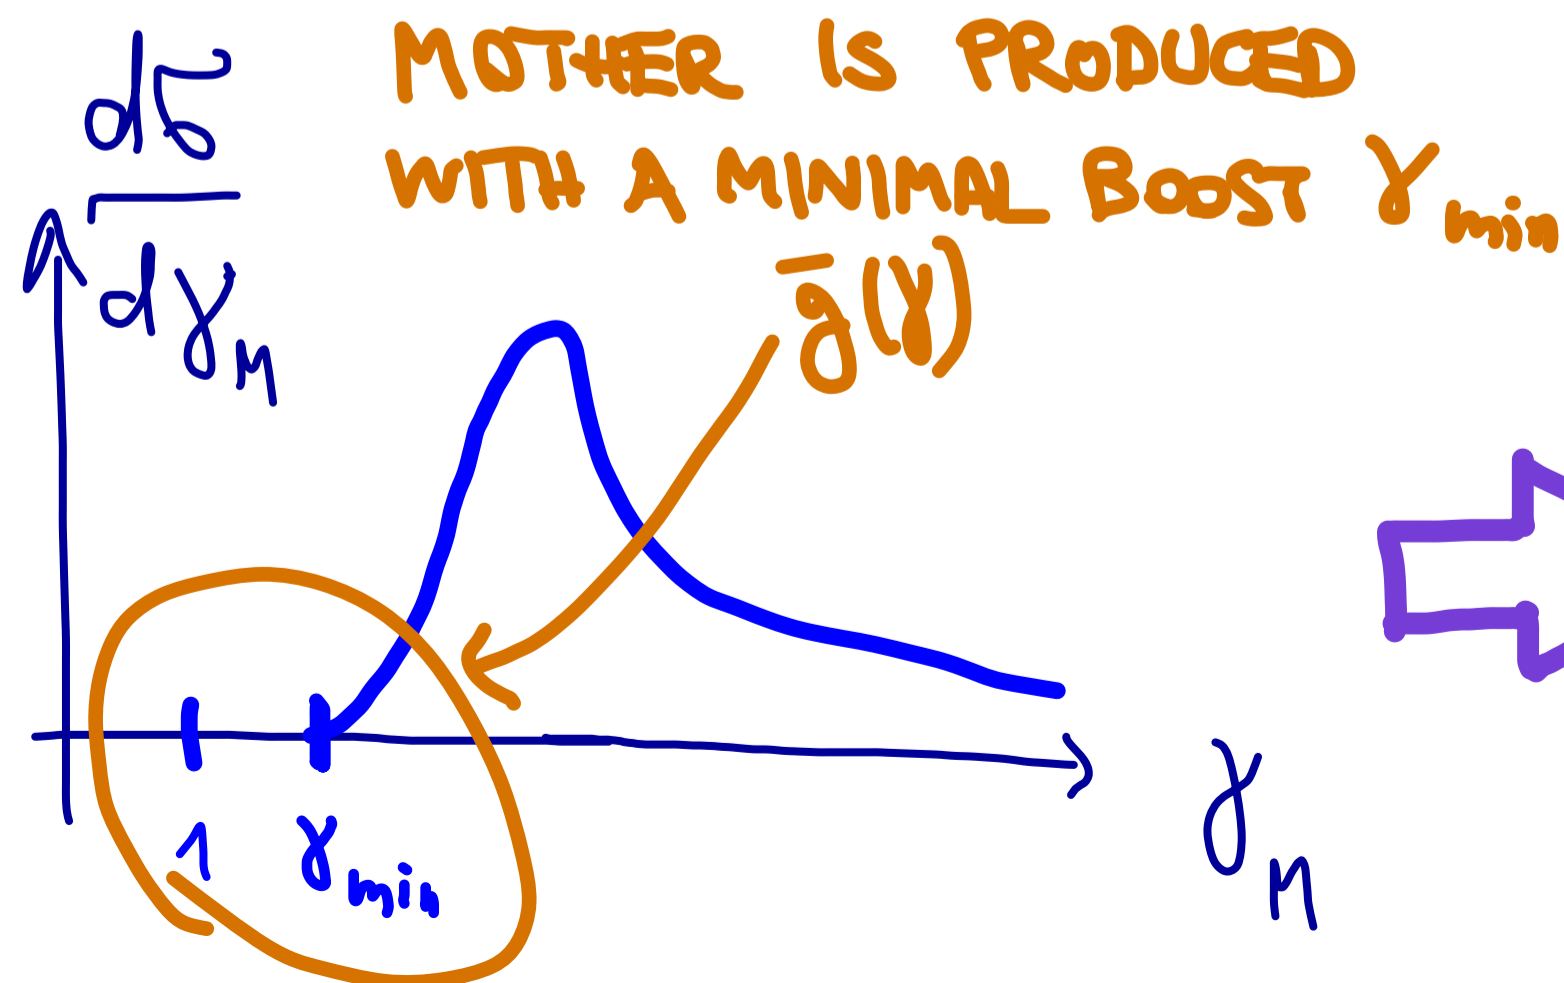 MOTHER IS PRODUCED
WITH A MINIMAL BOOST γmin
dσ
dγM
ḡ(γ)
1 γmin
γM